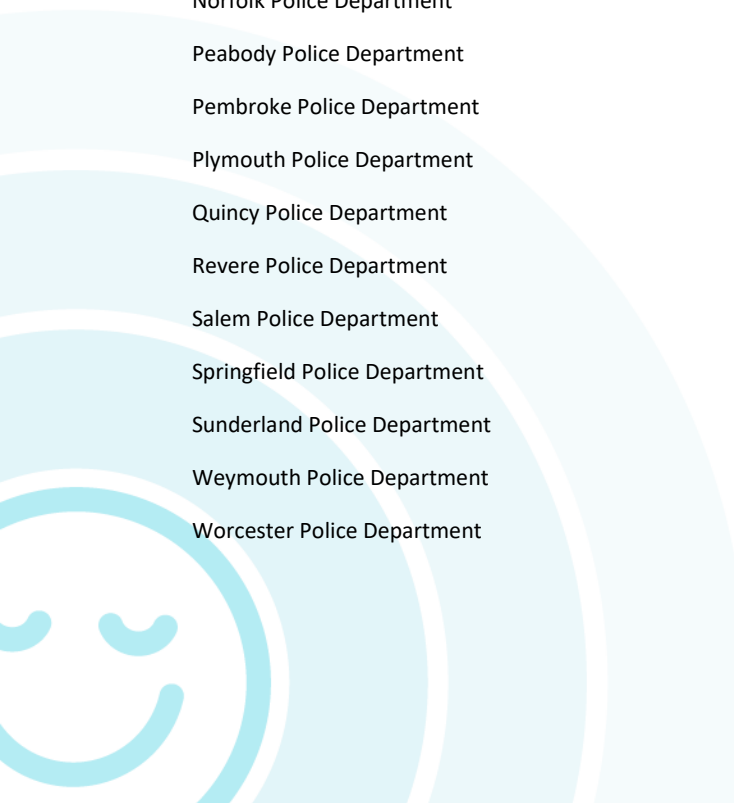 Norfolk Police Department
Peabody Police Department
Pembroke Police Department
Plymouth Police Department
Quincy Police Department
Revere Police Department
Salem Police Department
Springfield Police Department
Sunderland Police Department
Weymouth Police Department
Worcester Police Department